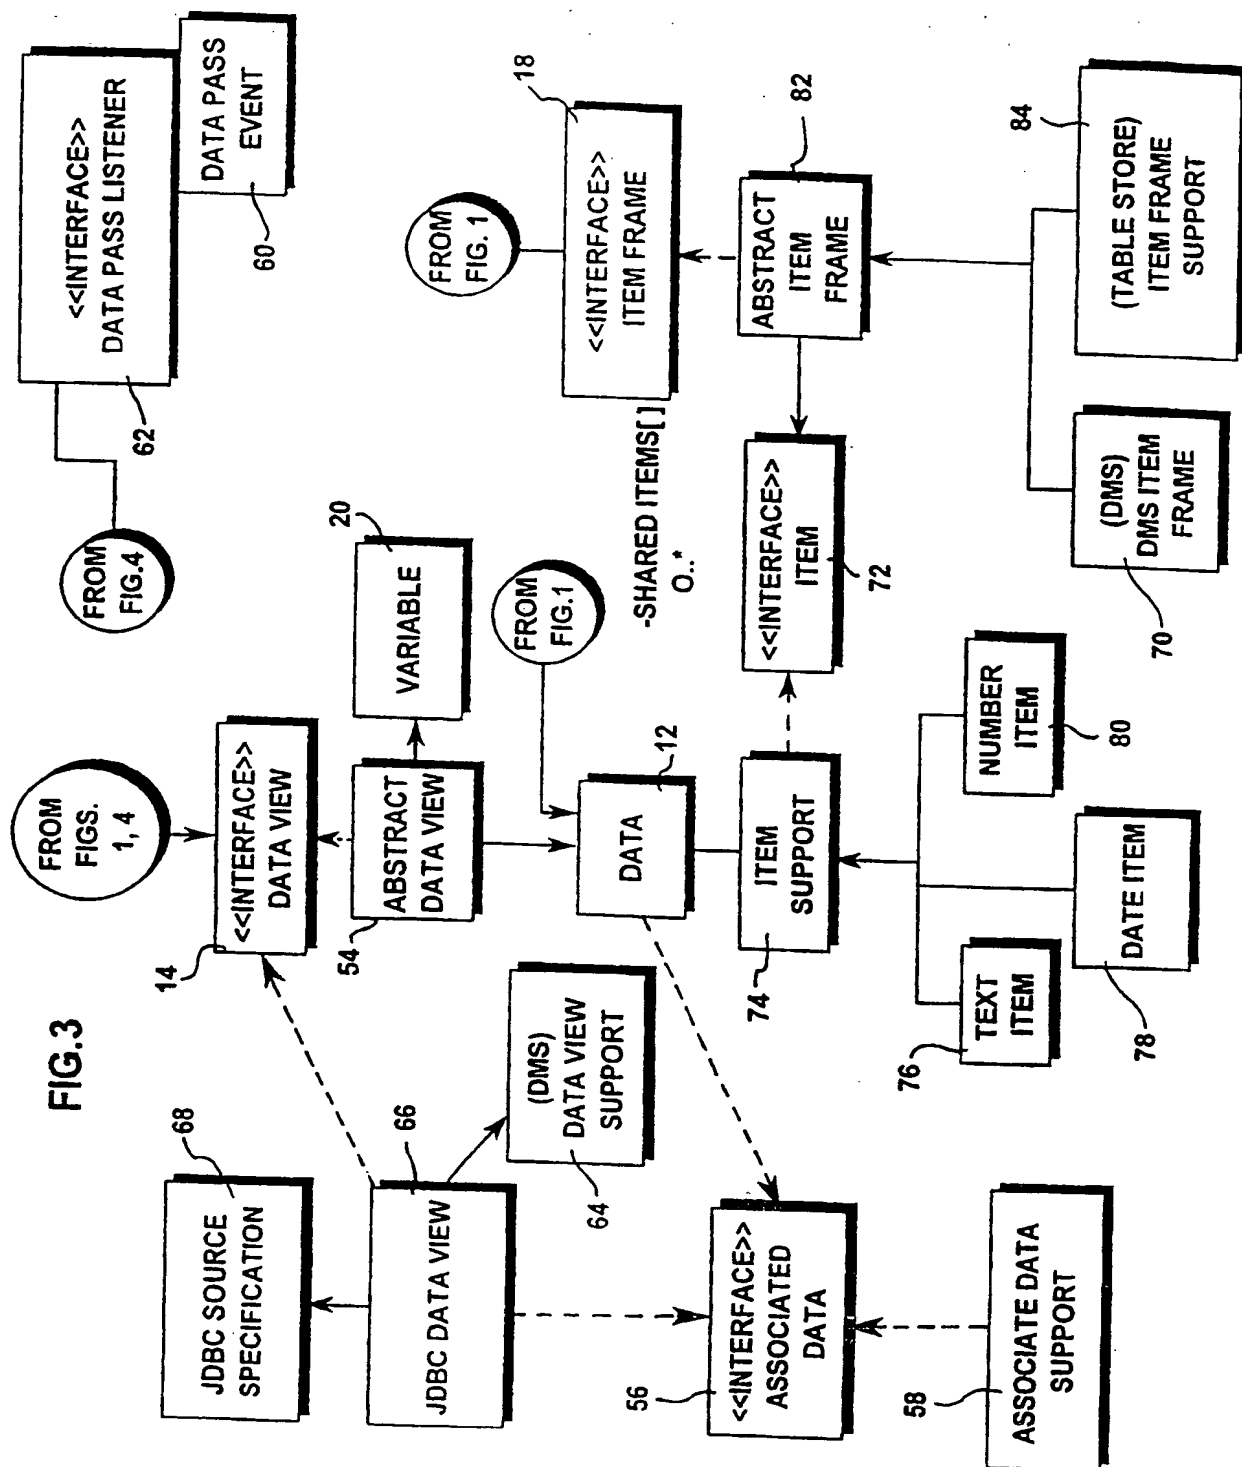 FIG.3
68
JDBC SOURCE
SPECIFICATION
66
JDBC DATA VIEW
(DMS)
DATA VIEW
SUPPORT
64
56
<<INTERFACE>>
ASSOCIATED
DATA
58
ASSOCIATE DATA
SUPPORT
FROM
FIGS.
1, 4
14
<<INTERFACE>>
DATA VIEW
54
ABSTRACT
DATA VIEW
20
VARIABLE
FROM
FIG.1
12
DATA
74
ITEM
SUPPORT
76
TEXT
ITEM
78
DATE ITEM
NUMBER
ITEM
80
FROM
FIG.4
62
<<INTERFACE>>
DATA PASS LISTENER
60
DATA PASS
EVENT
FROM
FIG. 1
18
<<INTERFACE>>
ITEM FRAME
-SHARED ITEMS[ ]
O..*
<<INTERFACE>>
ITEM
72
82
ABSTRACT
ITEM
FRAME
(DMS)
DMS ITEM
FRAME
70
84
(TABLE STORE)
ITEM FRAME
SUPPORT